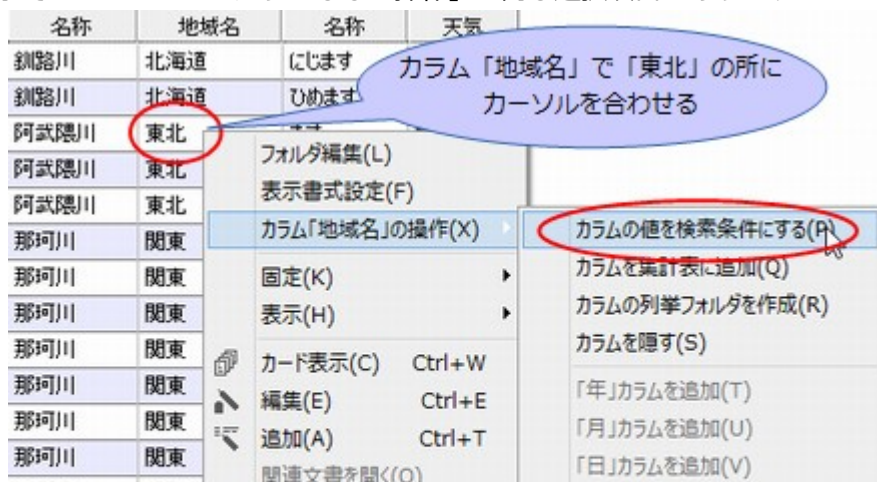 名称 地域名 名称 天気
釧路川 北海道 にじます
釧路川 北海道 ひめます
カラム「地域名」で「東北」の所に
カーソルを合わせる
阿武隈川 東北
阿武隈川 東北
阿武隈川 東北
那珂川 関東
那珂川 関東
那珂川 関東
那珂川 関東
那珂川 関東
那珂川 関東
那珂川 関東
フォルダ編集(L)
表示書式設定(F)
カラム「地域名」の操作(X)
固定(K)
表示(H)
カード表示(C) Ctrl+W
編集(E) Ctrl+E
追加(A) Ctrl+T
関連文書を開く(O)
カラムの値を検索条件にする(P)
カラムを集計表に追加(Q)
カラムの列挙フォルダを作成(R)
カラムを隠す(S)
「年」カラムを追加(T)
「月」カラムを追加(U)
「日」カラムを追加(V)